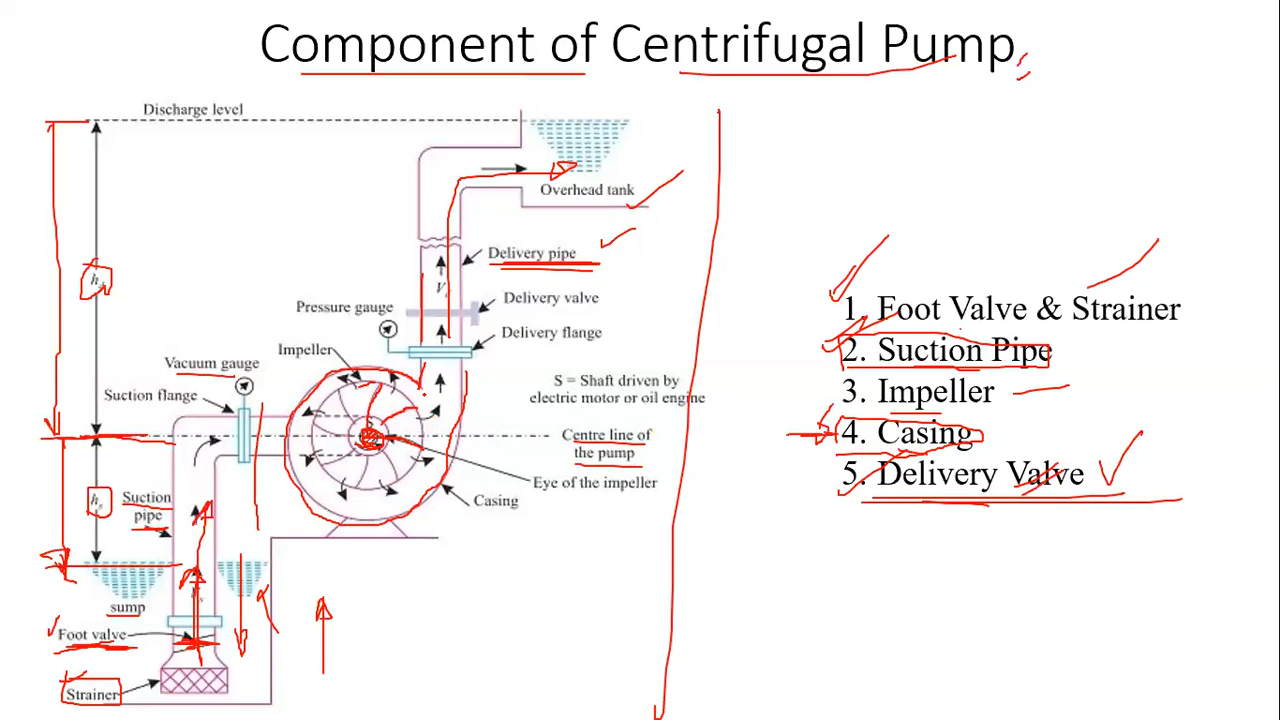 Component of Centrifugal Pump
Discharge level
Overhead tank
Delivery pipe
Delivery valve
Pressure gauge
Delivery flange
Impeller
Vacuum gauge
Suction flange
S = Shaft driven by
electric motor or oil engine
Centre line of
the pump
Eye of the impeller
Casing
Suction
pipe
hs
sump
Foot valve
Strainer
1. Foot Valve & Strainer
2. Suction Pipe
3. Impeller
4. Casing
5. Delivery Valve